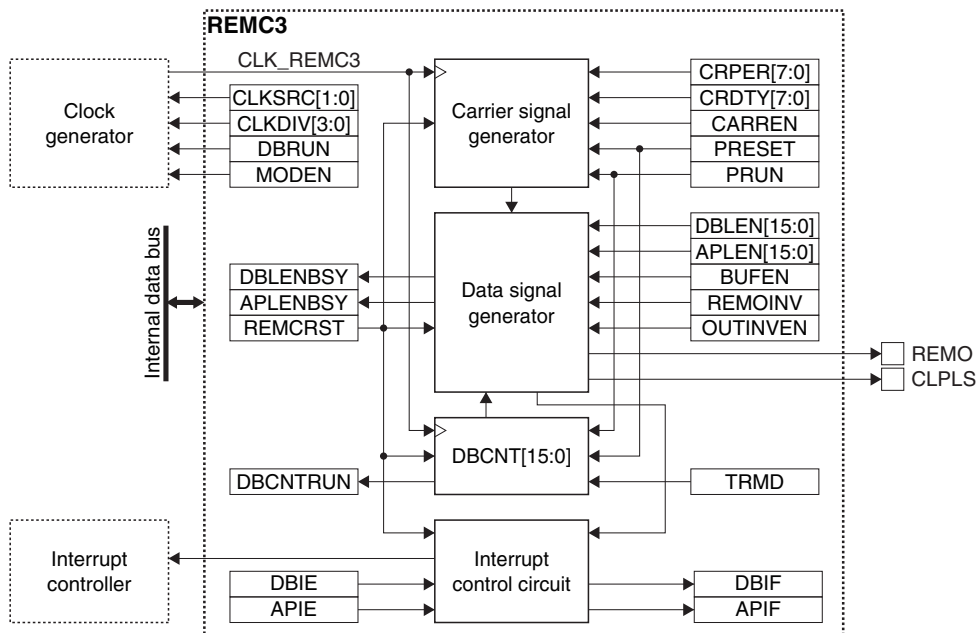 REMC3
CLK_REMC3
Clock
generator
CLKSRC[1:0]
CLKDIV[3:0]
DBRUN
MODEN
Carrier signal
generator
CRPER[7:0]
CRDTY[7:0]
CARREN
PRESET
PRUN
Internal data bus
DBLENBSY
APLENBSY
REMCRST
Data signal
generator
DBLEN[15:0]
APLEN[15:0]
BUFEN
REMOINV
OUTINVEN
REMO
CLPLS
DBCNT[15:0]
DBCNTRUN
TRMD
Interrupt
controller
Interrupt
control circuit
DBIE
APIE
DBIF
APIF